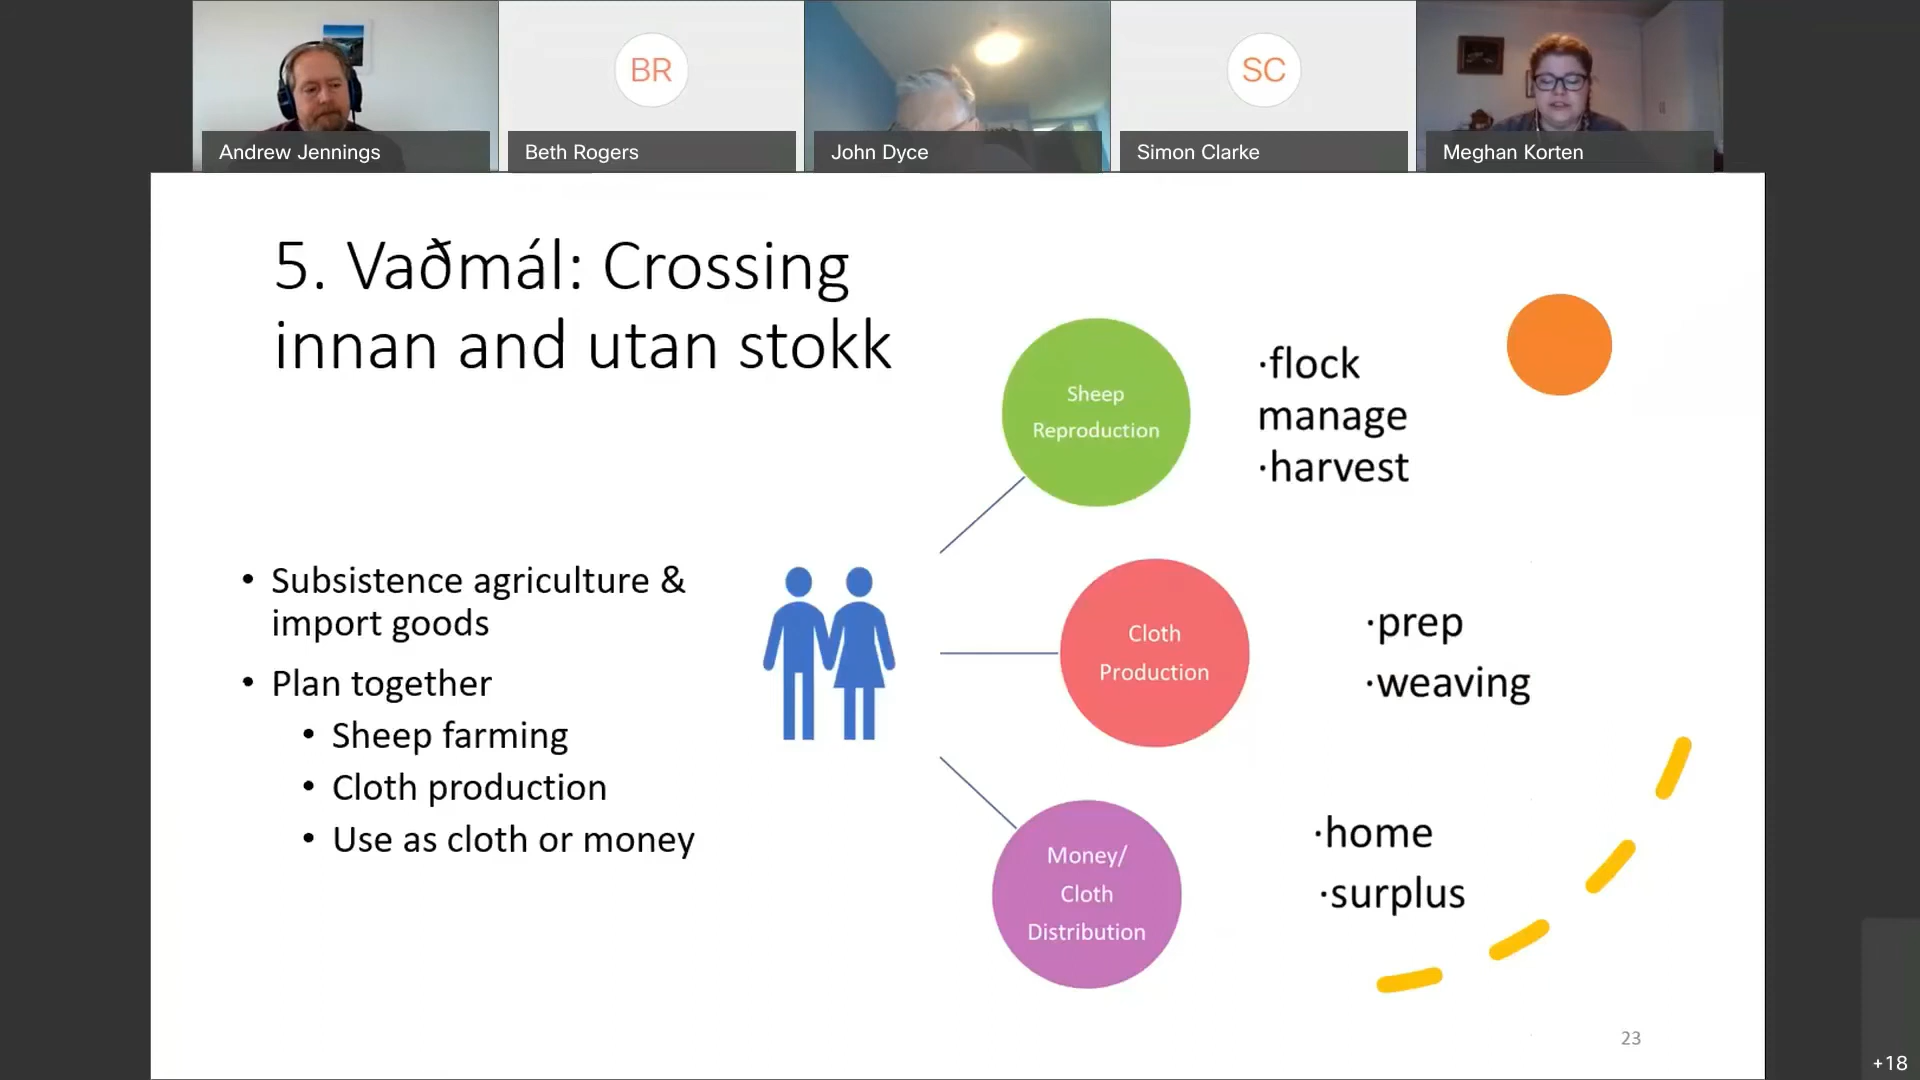 BR
SC
Andrew Jennings
Beth Rogers
John Dyce
Simon Clarke
Meghan Korten
5. Vaðmál: Crossing
innan and utan stokk
• Subsistence agriculture &
import goods
• Plan together
• Sheep farming
• Cloth production
• Use as cloth or money
Sheep
Reproduction
·flock
manage
·harvest
Cloth
Production
·prep
·weaving
Money/
Cloth
Distribution
·home
·surplus
23
+18